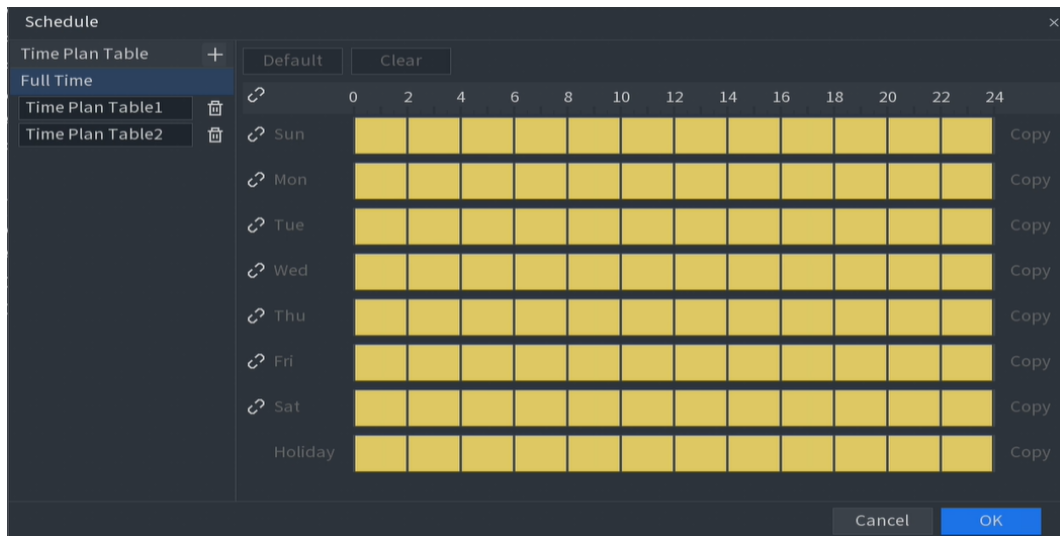 Schedule
Time Plan Table
Full Time
Time Plan Table1
Time Plan Table2
Default Clear
0 2 4 6 8 10 12 14 16 18 20 22 24
Sun Copy
Mon Copy
Tue Copy
Wed Copy
Thu Copy
Fri Copy
Sat Copy
Holiday Copy
Cancel OK